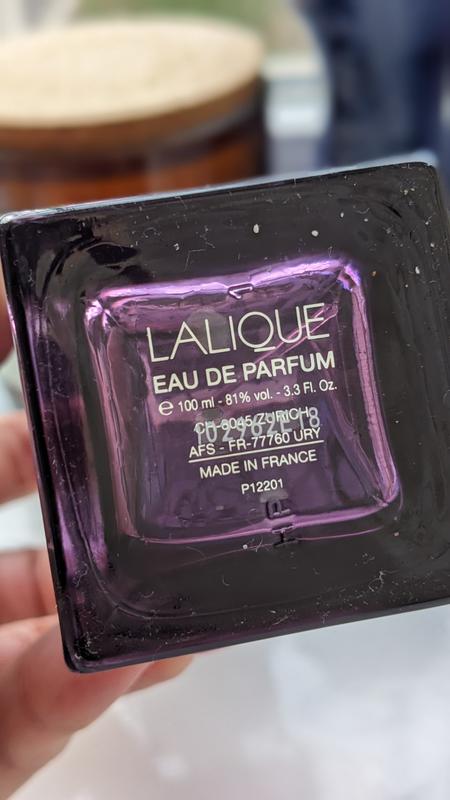 LALIQUE
EAU DE PARFUM
℮ 100 ml - 81% vol. - 3.3 Fl. Oz.
CH-8045 ZURICH
AFS - FR-77760 URY
MADE IN FRANCE
P12201